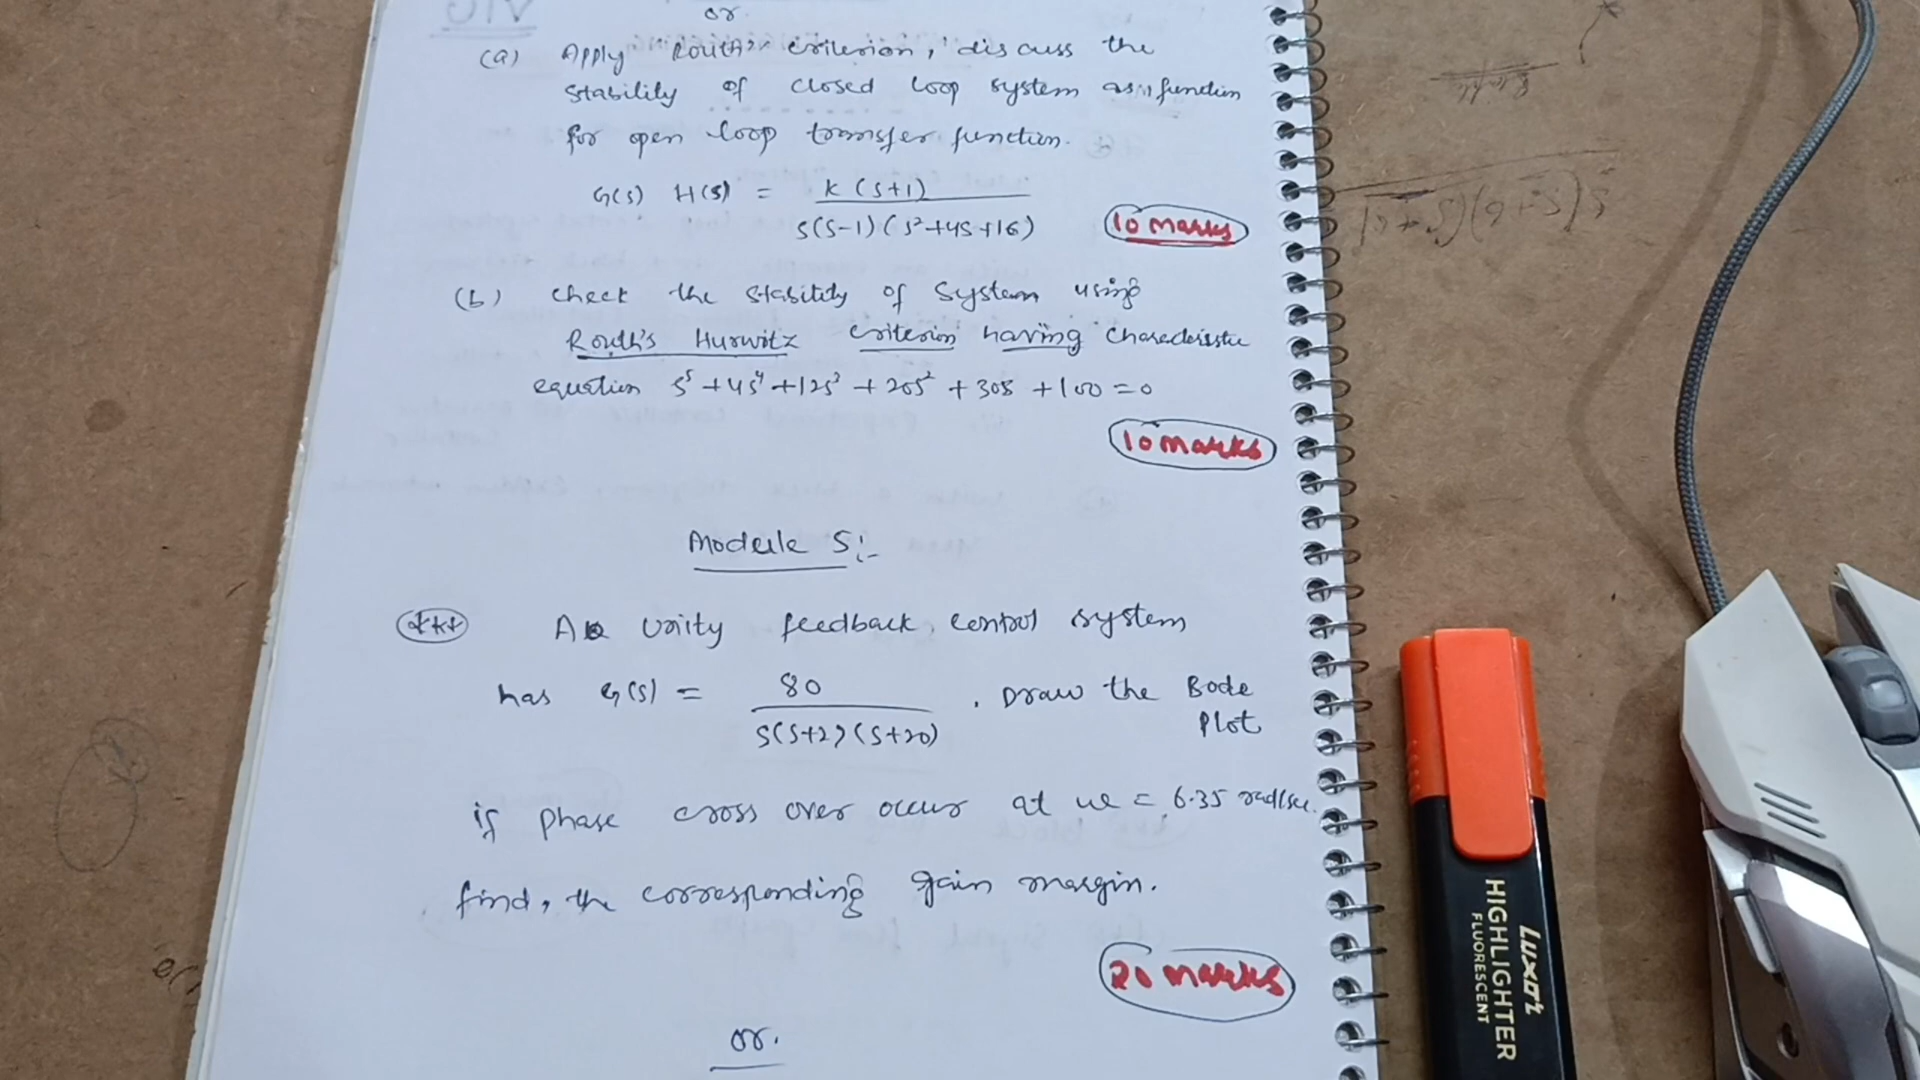 or
(a) Apply Routh's criterion, discuss the
stability of closed loop system as function
for open loop transfer function.
G(s) H(s) = K(s+1)
s(s-1)(s²+4s+16)
10 marks
(b) check the stability of system using
Routh's Hurwitz criterion having characteristic
equation s⁵ + 4s⁴ + 12s³ + 20s² + 30s + 100 = 0
10 marks
Module 5:-
A unity feedback control system
has G(s) = 80 . Draw the Bode
s(s+2)(s+20) Plot
if phase cross over occur at = 6.35 rad/sec.
find, the corresponding gain margin.
20 marks
or.
Luxor
HIGHLIGHTER
FLUORESCENT